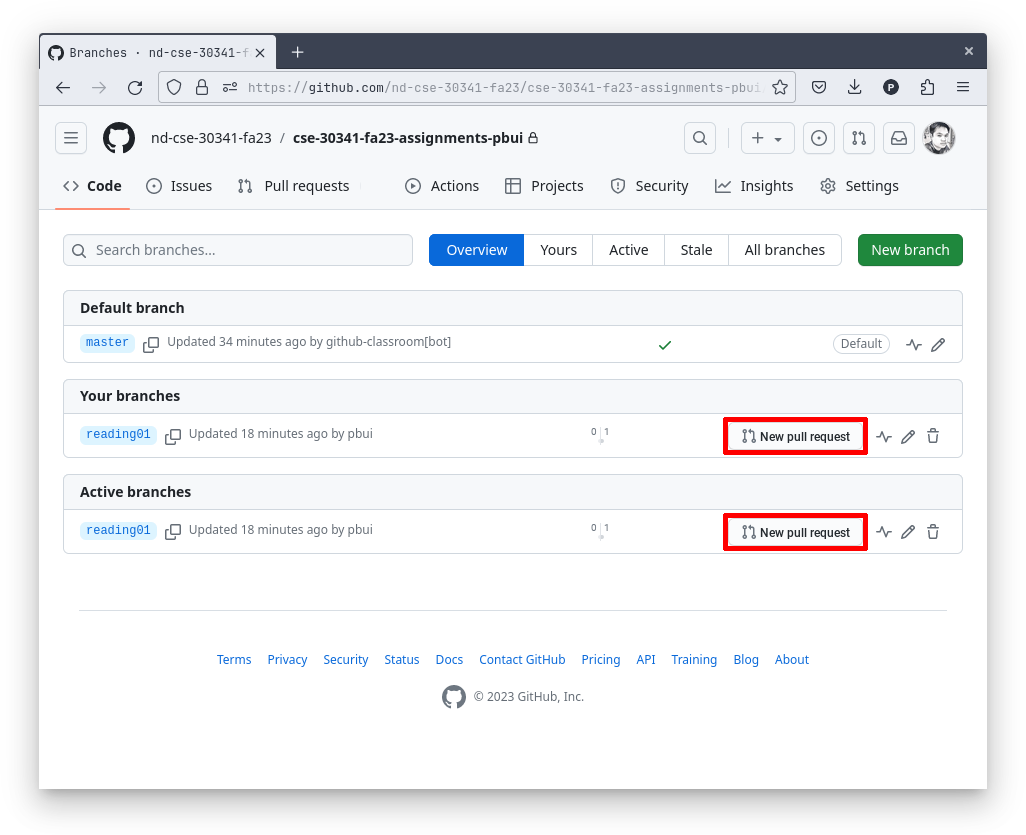 Branches · nd-cse-30341-f
https://github.com/nd-cse-30341-fa23/cse-30341-fa23-assignments-pbui
P
nd-cse-30341-fa23 / cse-30341-fa23-assignments-pbui
Code Issues Pull requests Actions Projects Security Insights Settings
Search branches... Overview Yours Active Stale All branches New branch
Default branch
master Updated 34 minutes ago by github-classroom[bot] Default
Your branches
reading01 Updated 18 minutes ago by pbui 0 1 New pull request
Active branches
reading01 Updated 18 minutes ago by pbui 0 1 New pull request
Terms Privacy Security Status Docs Contact GitHub Pricing API Training Blog About
© 2023 GitHub, Inc.